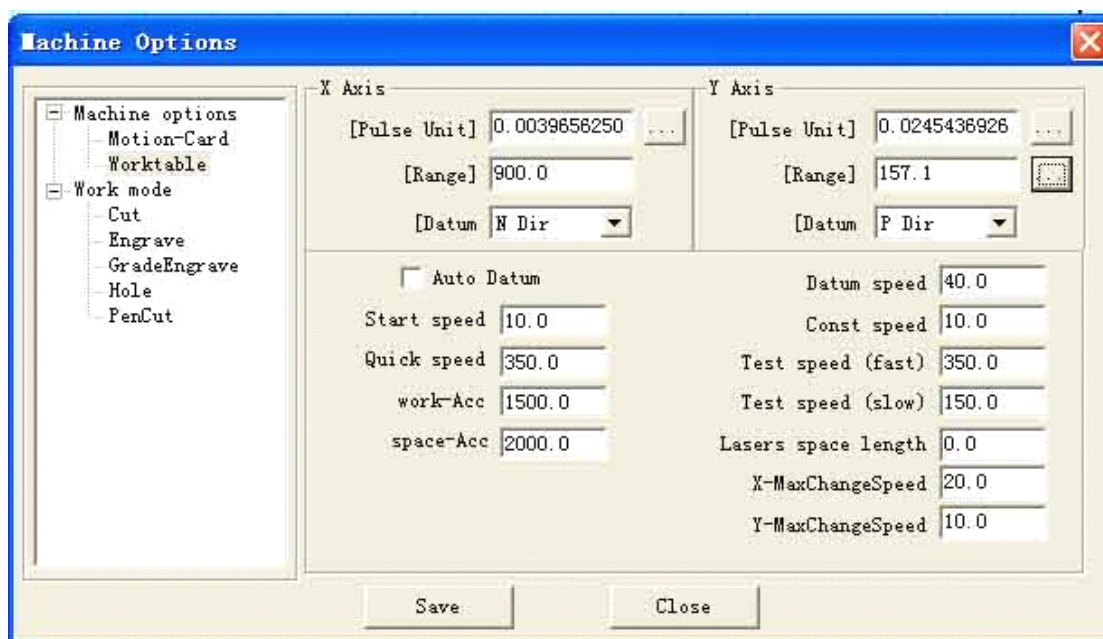 Machine Options
Machine options
Motion-Card
Worktable
Work mode
Cut
Engrave
GradeEngrave
Hole
PenCut
X Axis
[Pulse Unit] 0.0039656250 ...
[Range] 900.0
[Datum N Dir
Y Axis
[Pulse Unit] 0.0245436926 ...
[Range] 157.1 ...
[Datum P Dir
Auto Datum
Start speed 10.0
Quick speed 350.0
work-Acc 1500.0
space-Acc 2000.0
Datum speed 40.0
Const speed 10.0
Test speed (fast) 350.0
Test speed (slow) 150.0
Lasers space length 0.0
X-MaxChangeSpeed 20.0
Y-MaxChangeSpeed 10.0
Save Close